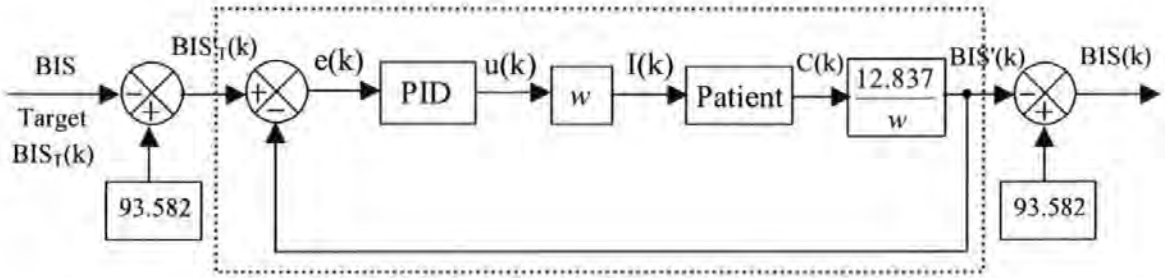 BIS
Target
BIS_T(k)
−
+
93.582
BIS'_T(k)
+
−
e(k)
PID
u(k)
w
I(k)
Patient
C(k)
12.837
w
BIS'(k)
−
+
93.582
BIS(k)